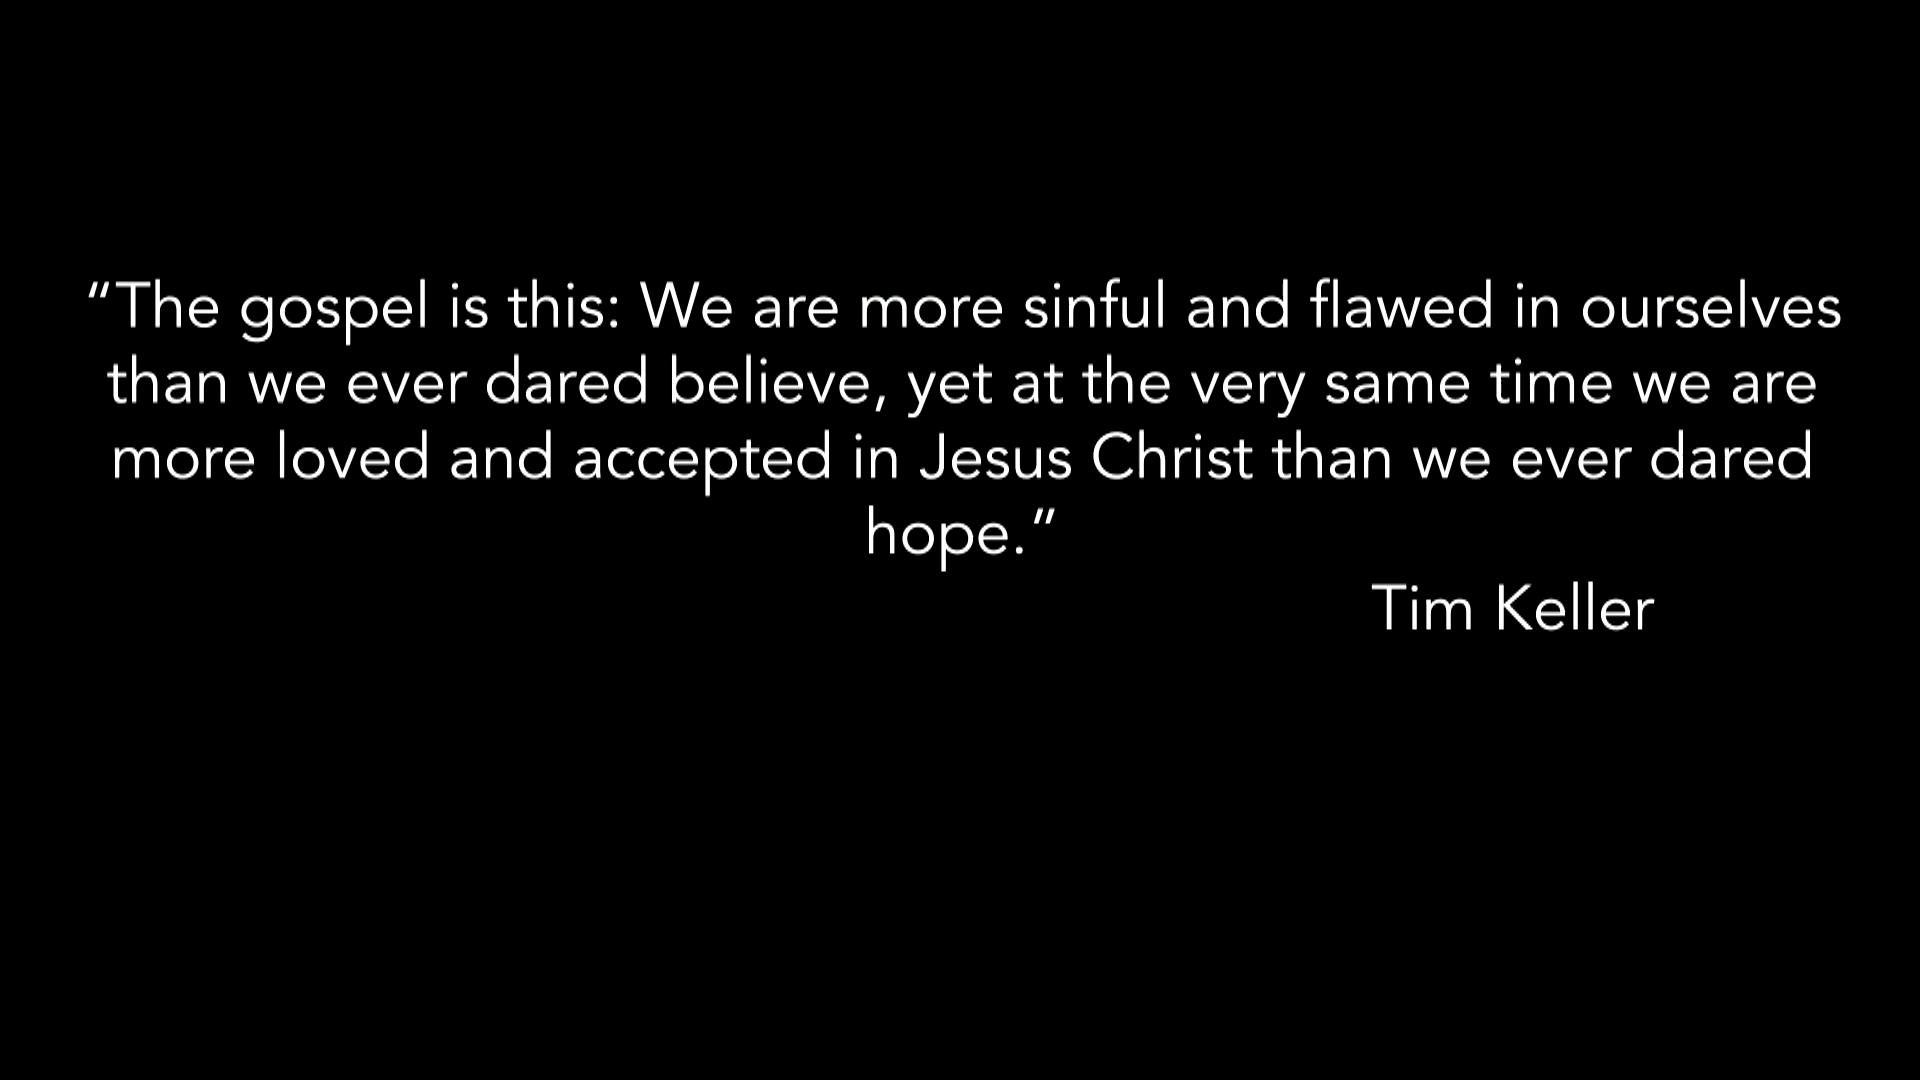 “The gospel is this: We are more sinful and flawed in ourselves
than we ever dared believe, yet at the very same time we are
more loved and accepted in Jesus Christ than we ever dared
hope.”
Tim Keller